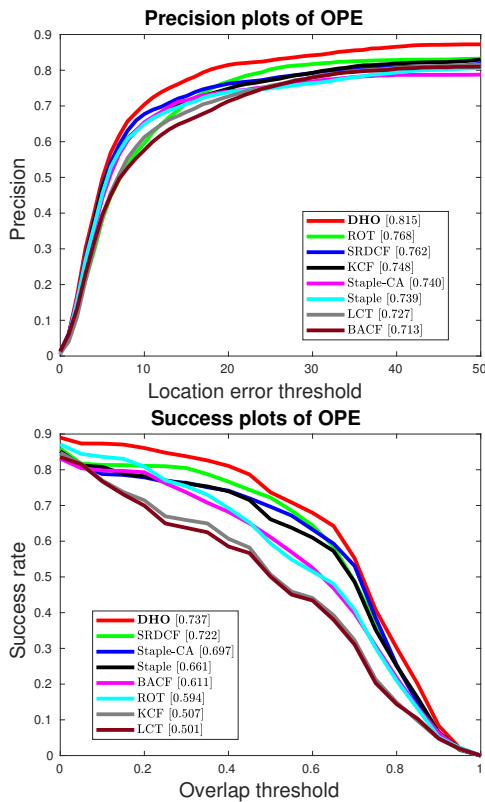 Precision plots of OPE
0.9
0.8
0.7
0.6
0.5
0.4
0.3
0.2
0.1
0
Precision
DHO [0.815]
ROT [0.768]
SRDCF [0.762]
KCF [0.748]
Staple-CA [0.740]
Staple [0.739]
LCT [0.727]
BACF [0.713]
0 10 20 30 40 50
Location error threshold
Success plots of OPE
0.9
0.8
0.7
0.6
0.5
0.4
0.3
0.2
0.1
0
Success rate
DHO [0.737]
SRDCF [0.722]
Staple-CA [0.697]
Staple [0.661]
BACF [0.611]
ROT [0.594]
KCF [0.507]
LCT [0.501]
0 0.2 0.4 0.6 0.8 1
Overlap threshold